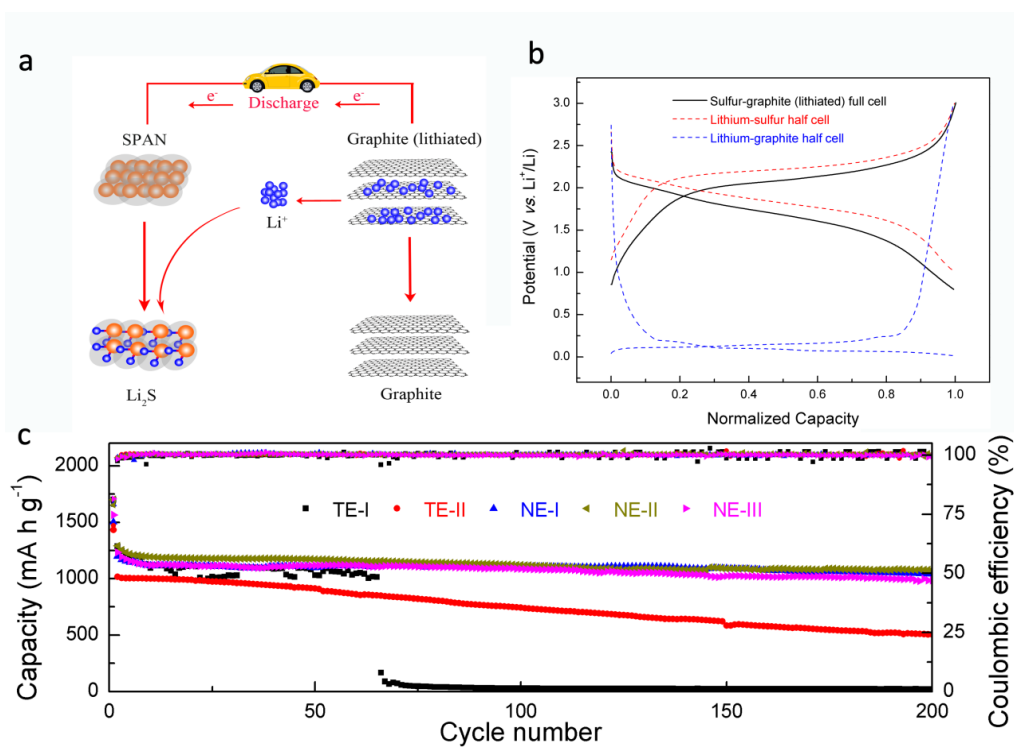 a
e-
e-
Discharge
SPAN
Graphite (lithiated)
Li+
Li2S
Graphite
b
Sulfur-graphite (lithiated) full cell
Lithium-sulfur half cell
Lithium-graphite half cell
Potential (V vs. Li+/Li)
3.0
2.5
2.0
1.5
1.0
0.5
0.0
0.0 0.2 0.4 0.6 0.8 1.0
Normalized Capacity
c
Capacity (mA h g-1)
2000
1500
1000
500
0
TE-I TE-II NE-I NE-II NE-III
100
75
50
25
0
Coulombic efficiency (%)
0 50 100 150 200
Cycle number